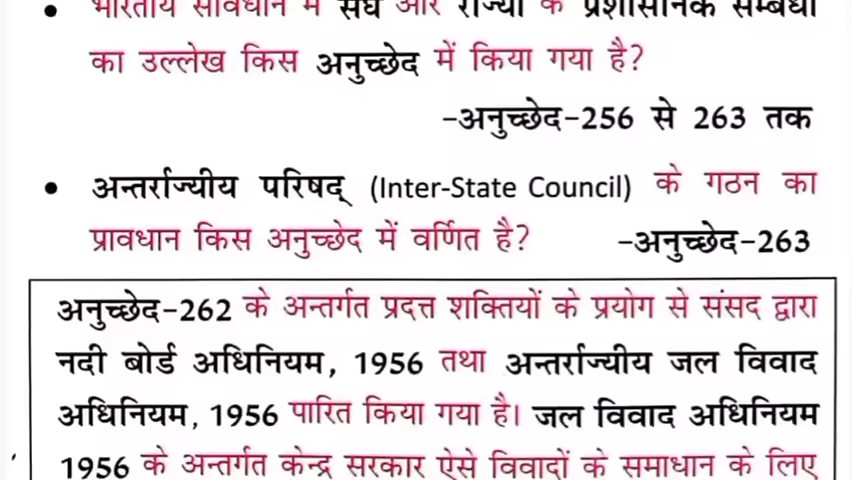 • भारतीय संविधान में संघ और राज्यों के प्रशासनिक सम्बंधों
का उल्लेख किस अनुच्छेद में किया गया है?
-अनुच्छेद-256 से 263 तक
• अन्तर्राज्यीय परिषद् (Inter-State Council) के गठन का
प्रावधान किस अनुच्छेद में वर्णित है? -अनुच्छेद-263
अनुच्छेद-262 के अन्तर्गत प्रदत्त शक्तियों के प्रयोग से संसद द्वारा
नदी बोर्ड अधिनियम, 1956 तथा अन्तर्राज्यीय जल विवाद
अधिनियम, 1956 पारित किया गया है। जल विवाद अधिनियम
1956 के अन्तर्गत केन्द्र सरकार ऐसे विवादों के समाधान के लिए